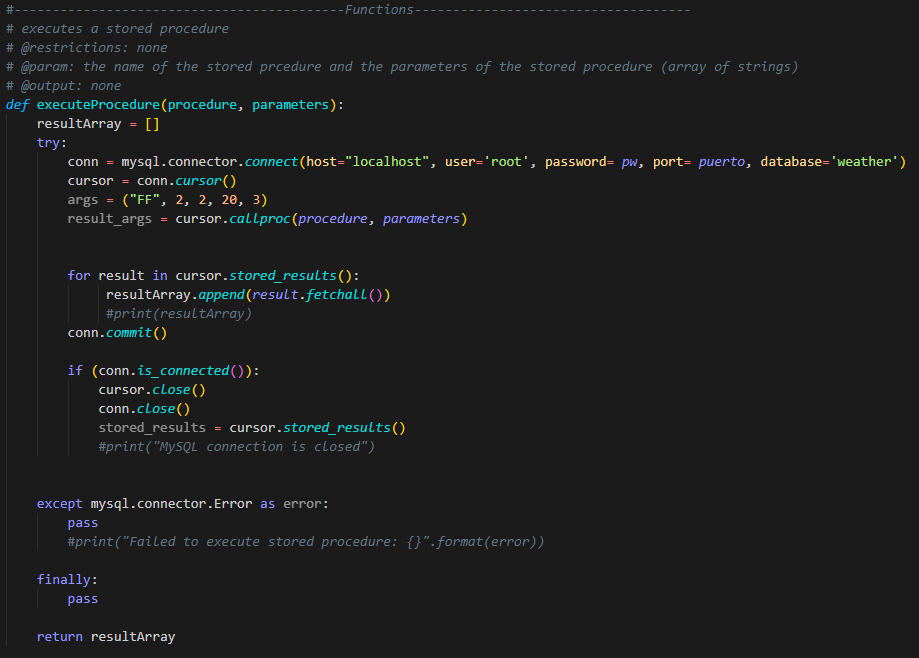 #-------------------------------------------Functions------------------------------------
# executes a stored procedure
# @restrictions: none
# @param: the name of the stored prcedure and the parameters of the stored procedure (array of strings)
# @output: none
def executeProcedure(procedure, parameters):
    resultArray = []
    try:
        conn = mysql.connector.connect(host="localhost", user='root', password= pw, port= puerto, database='weather')
        cursor = conn.cursor()
        args = ("FF", 2, 2, 20, 3)
        result_args = cursor.callproc(procedure, parameters)
        for result in cursor.stored_results():
             resultArray.append(result.fetchall())
             #print(resultArray)
        conn.commit()
        if (conn.is_connected()):
            cursor.close()
            conn.close()
            stored_results = cursor.stored_results()
            #print("MySQL connection is closed")
    except mysql.connector.Error as error:
        pass
        #print("Failed to execute stored procedure: {}".format(error))
    finally:
        pass
    return resultArray